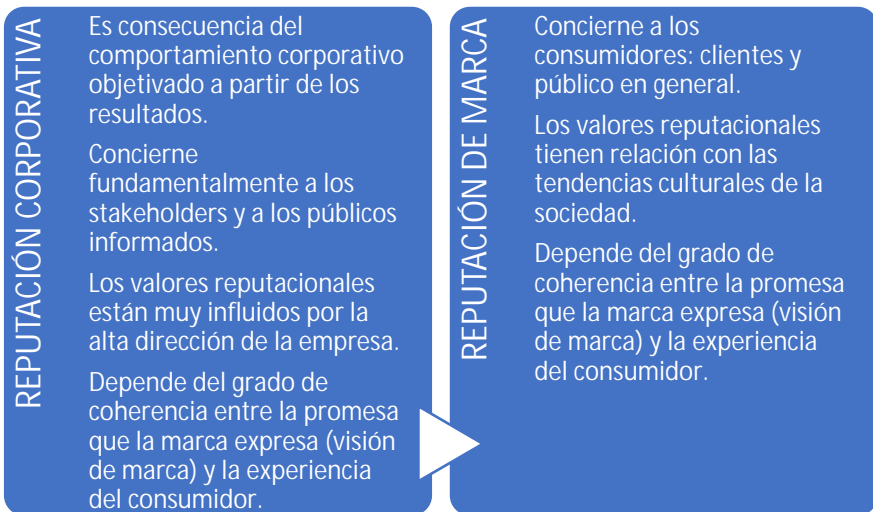 REPUTACIÓN CORPORATIVA
Es consecuencia del
comportamiento corporativo
objetivado a partir de los
resultados.
Concierne
fundamentalmente a los
stakeholders y a los públicos
informados.
Los valores reputacionales
están muy influidos por la
alta dirección de la empresa.
Depende del grado de
coherencia entre la promesa
que la marca expresa (visión
de marca) y la experiencia
del consumidor.
REPUTACIÓN DE MARCA
Concierne a los
consumidores: clientes y
público en general.
Los valores reputacionales
tienen relación con las
tendencias culturales de la
sociedad.
Depende del grado de
coherencia entre la promesa
que la marca expresa (visión
de marca) y la experiencia
del consumidor.